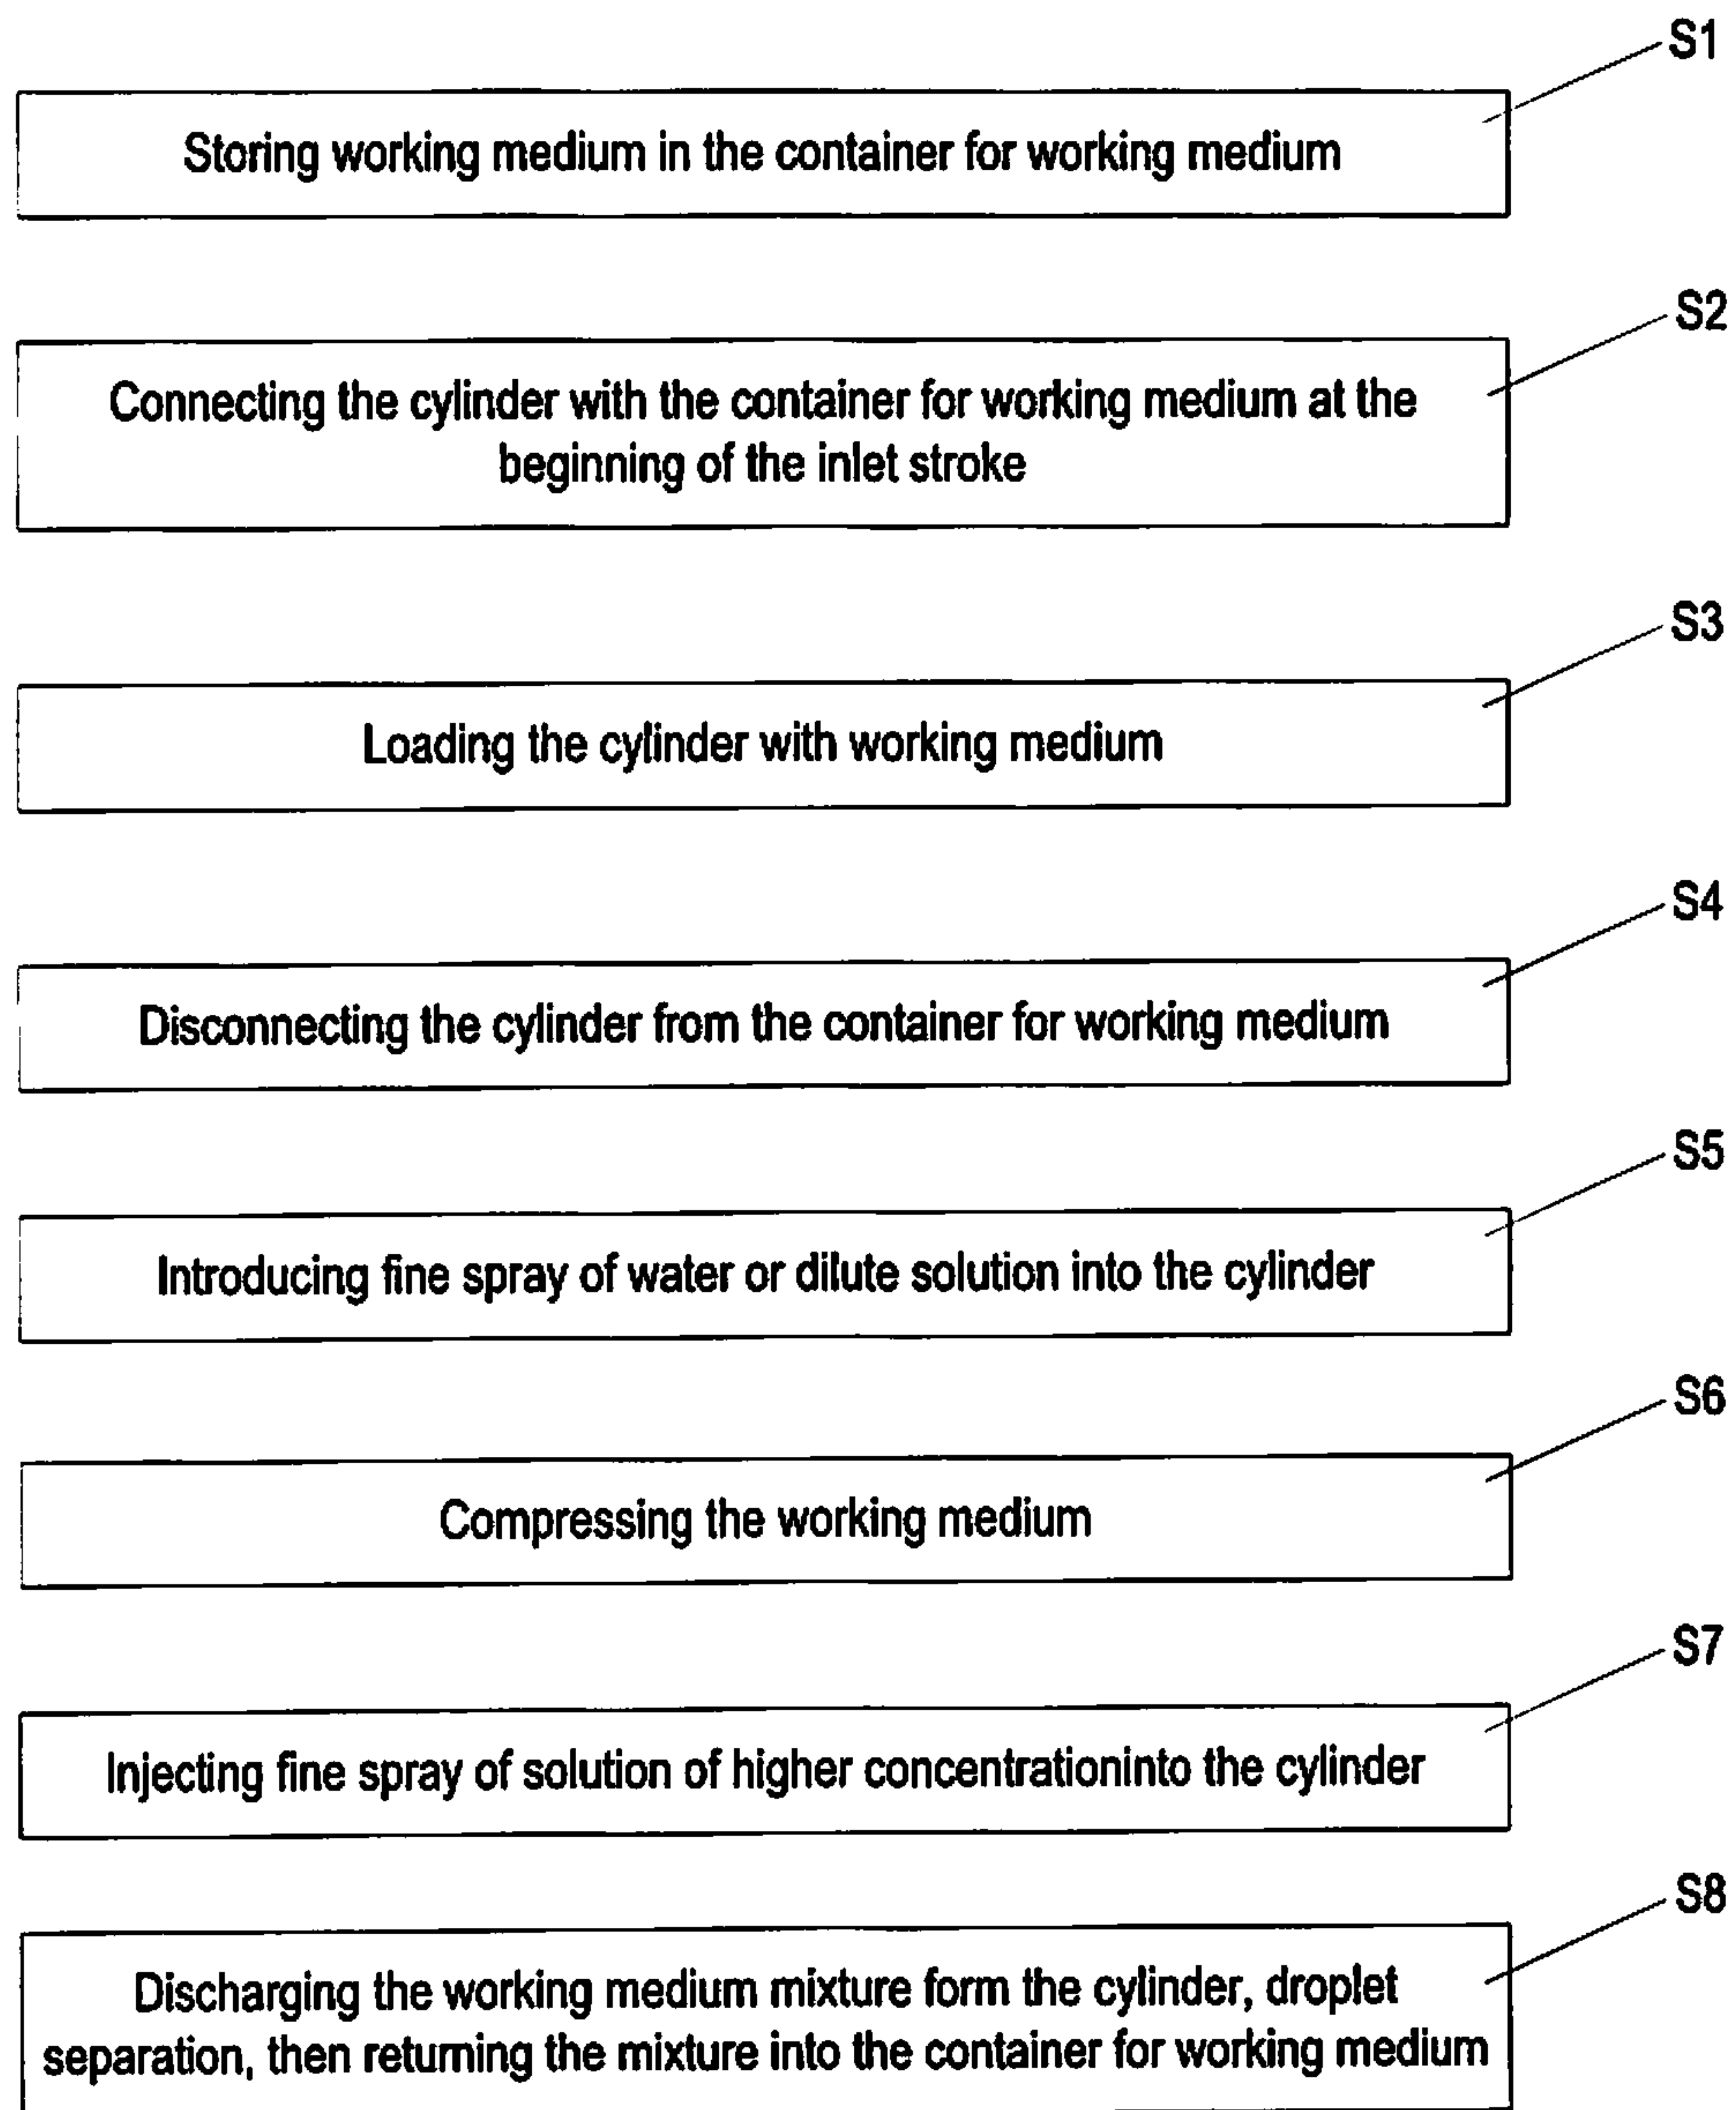 S1
Storing working medium in the container for working medium
S2
Connecting the cylinder with the container for working medium at the
beginning of the inlet stroke
S3
Loading the cylinder with working medium
S4
Disconnecting the cylinder from the container for working medium
S5
Introducing fine spray of water or dilute solution into the cylinder
S6
Compressing the working medium
S7
Injecting fine spray of solution of higher concentrationinto the cylinder
S8
Discharging the working medium mixture form the cylinder, droplet
separation, then returning the mixture into the container for working medium